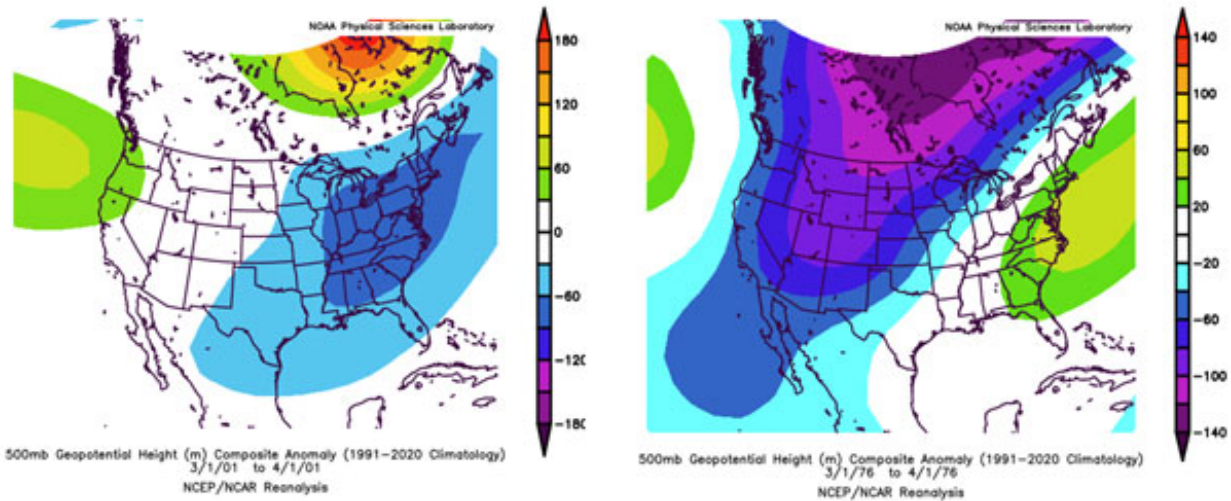 NOAA Physical Sciences Laboratory
180
120
60
0
-60
-120
-180
500mb Geopotential Height (m) Composite Anomaly (1991-2020 Climatology)
3/1/01 to 4/1/01
NCEP/NCAR Reanalysis
NOAA Physical Sciences Laboratory
140
100
60
20
-20
-60
-100
-140
500mb Geopotential Height (m) Composite Anomaly (1991-2020 Climatology)
3/1/76 to 4/1/76
NCEP/NCAR Reanalysis